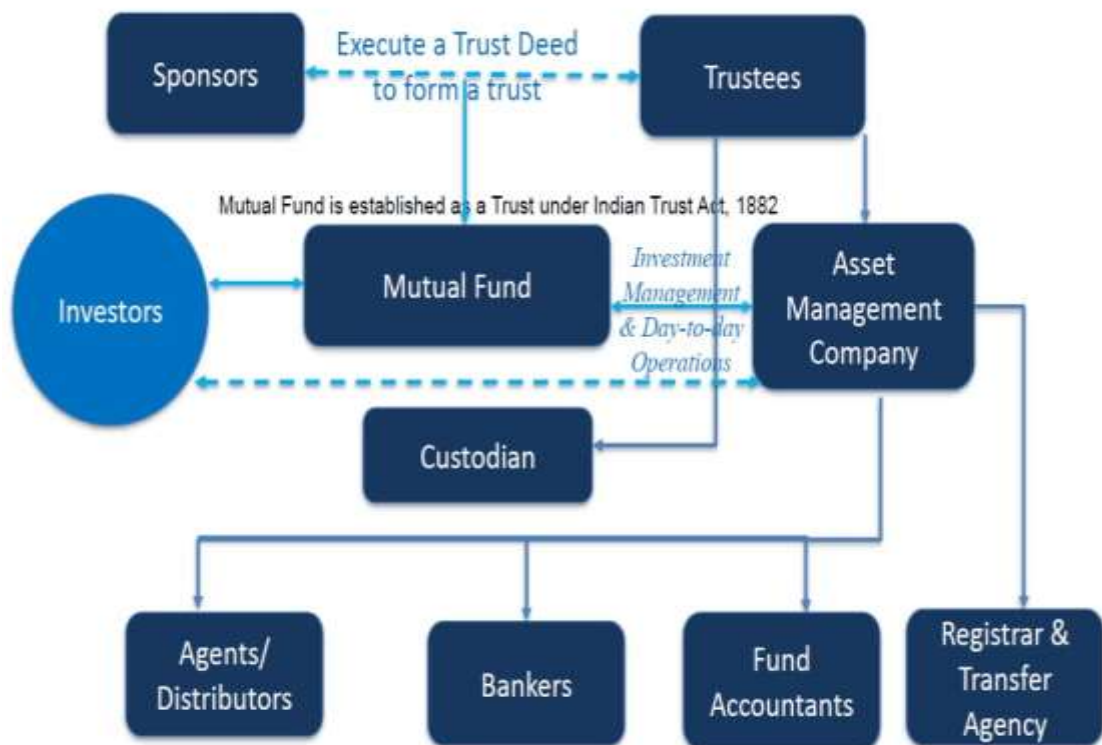 Execute a Trust Deed
to form a trust
Sponsors
Trustees
Mutual Fund is established as a Trust under Indian Trust Act, 1882
Investors
Mutual Fund
Investment
Management
& Day-to-day
Operations
Asset
Management
Company
Custodian
Agents/
Distributors
Bankers
Fund
Accountants
Registrar &
Transfer
Agency